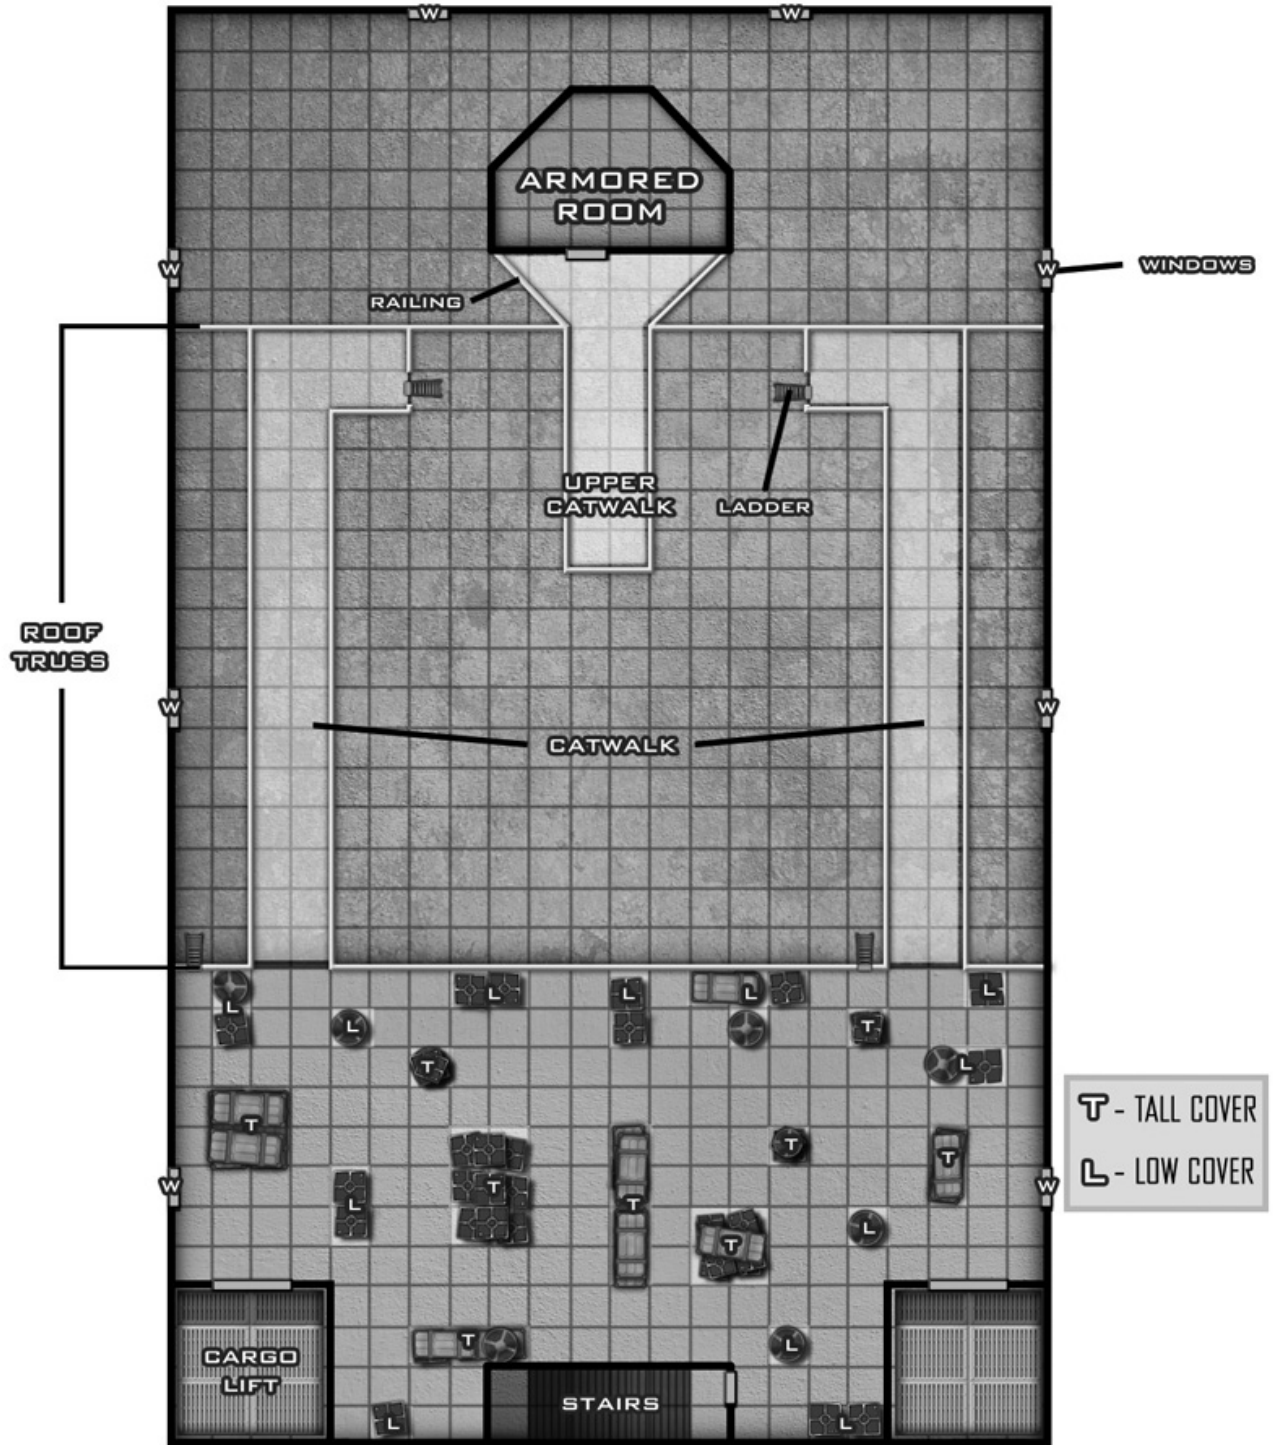 W
W
ARMORED
ROOM
W
W
WINDOWS
RAILING
UPPER
CATWALK
LADDER
ROOF
TRUSS
W
W
CATWALK
L
L
L
L
L
L
T
T
L
T - TALL COVER
L - LOW COVER
T
T
T
W
L
T
T
W
L
T
T
L
CARGO
LIFT
STAIRS
L
L